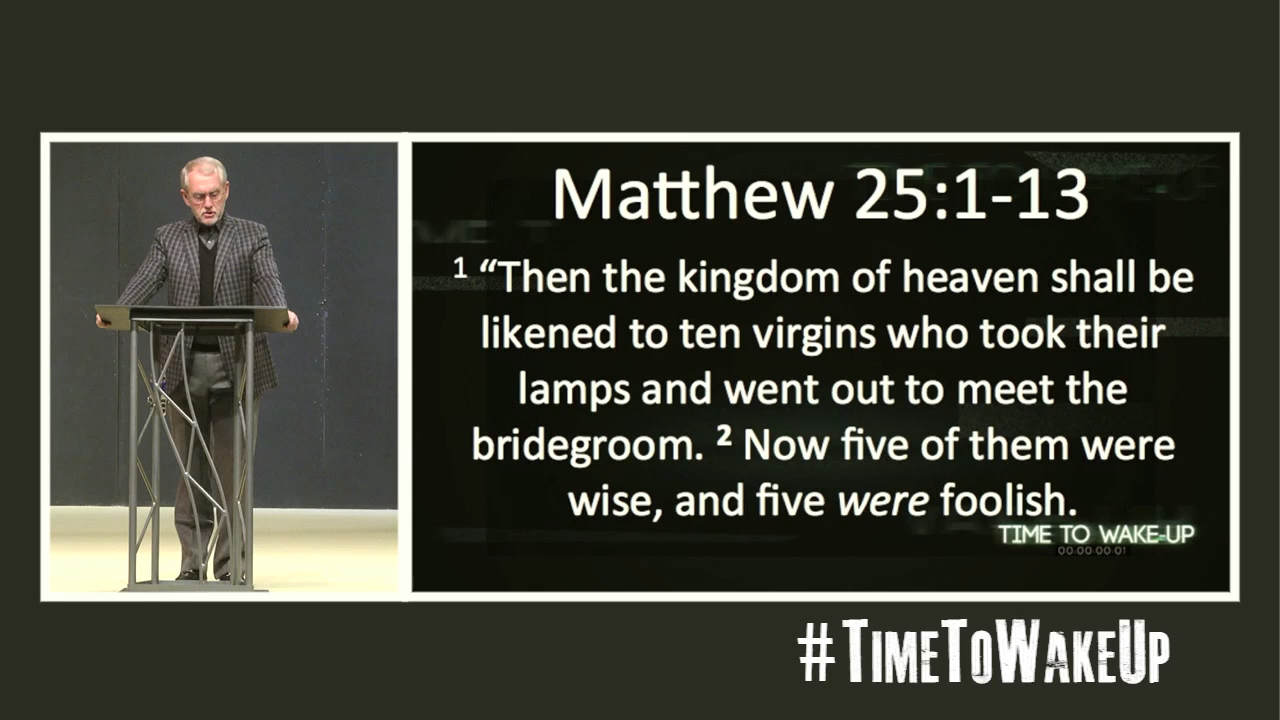 Matthew 25:1-13
1 “Then the kingdom of heaven shall be
likened to ten virgins who took their
lamps and went out to meet the
bridegroom. 2 Now five of them were
wise, and five were foolish.
TIME TO WAKE-UP
00:00:00:01
#TIMETOWAKEUP